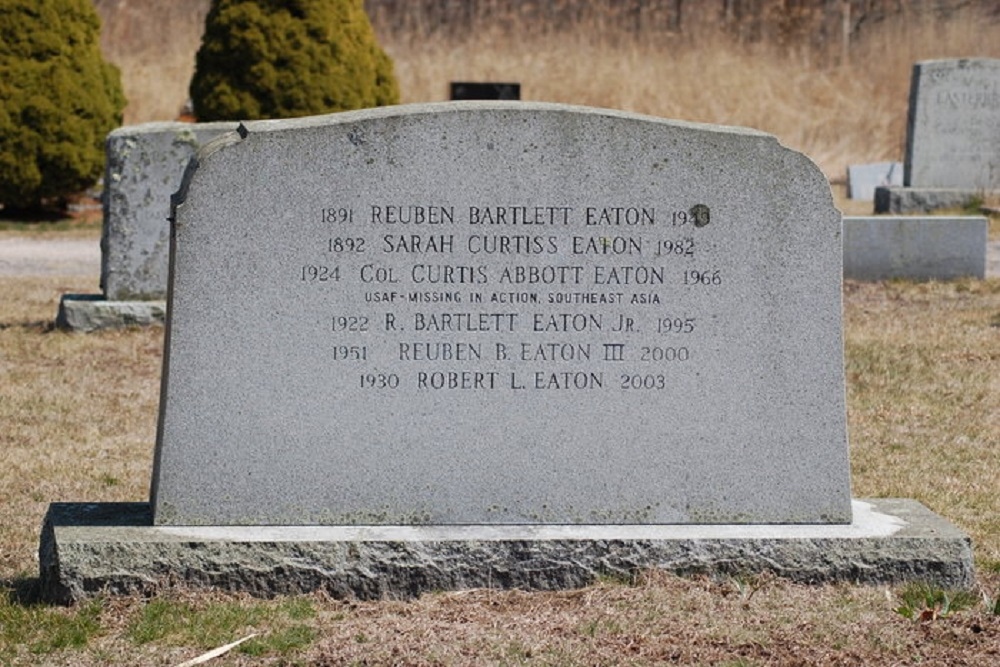 1891 REUBEN BARTLETT EATON
1892 SARAH CURTISS EATON 1982
1924 COL CURTIS ABBOTT EATON 1966
USAF-MISSING IN ACTION, SOUTHEAST ASIA
1922 R. BARTLETT EATON JR. 1995
1951 REUBEN B. EATON III 2000
1930 ROBERT L. EATON 2003